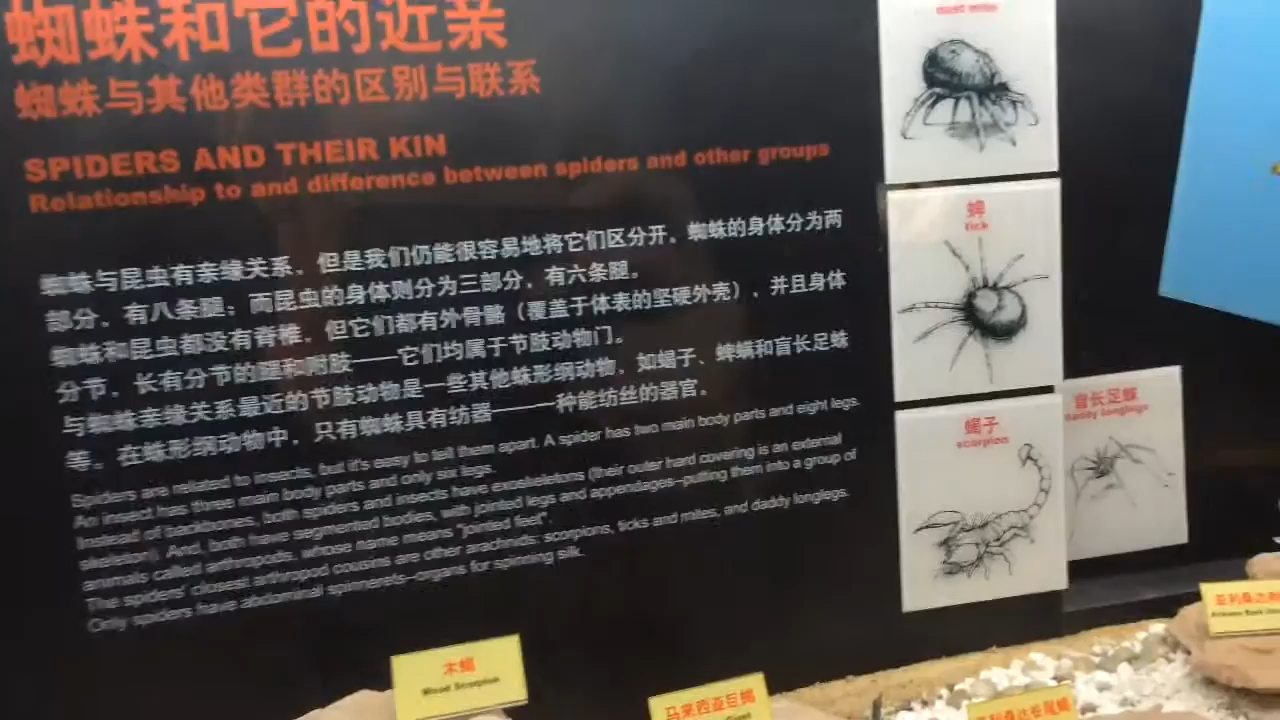 蜘蛛和它的近亲
蜘蛛与其他类群的区别与联系
SPIDERS AND THEIR KIN
Relationship to and difference between spiders and other groups
蜘蛛与昆虫有亲缘关系，但是我们仍能很容易地将它们区分开。蜘蛛的身体分为两
部分，有八条腿；而昆虫的身体则分为三部分，有六条腿。
蜘蛛和昆虫都没有脊椎，但它们都有外骨骼（覆盖于体表的坚硬外壳），并且身体
分节，长有分节的腿和附肢——它们均属于节肢动物门。
与蜘蛛亲缘关系最近的节肢动物是一些其他蛛形纲动物，如蝎子、蜱螨和盲长足蛛
等。在蛛形纲动物中，只有蜘蛛具有纺器———种能纺丝的器官。
Spiders are related to insects, but it's easy to tell them apart. A spider has two main body parts and eight legs.
An insect has three main body parts and only six legs.
Instead of backbones, both spiders and insects have exoskeletons (their outer hard covering is an external
skeleton). And, both have segmented bodies, with jointed legs and appendages--putting them into a group of
animals called arthropods, whose name means "jointed feet".
The spiders' closest arthropod cousins are other arachnids: scorpions, ticks and mites, and daddy longlegs.
Only spiders have abdominal spinnerets--organs for spinning silk.
蜱
tick
蝎子
scorpion
盲长足蛛
daddy longlegs
木蝎
Wood Scorpion
马来西亚巨蝎